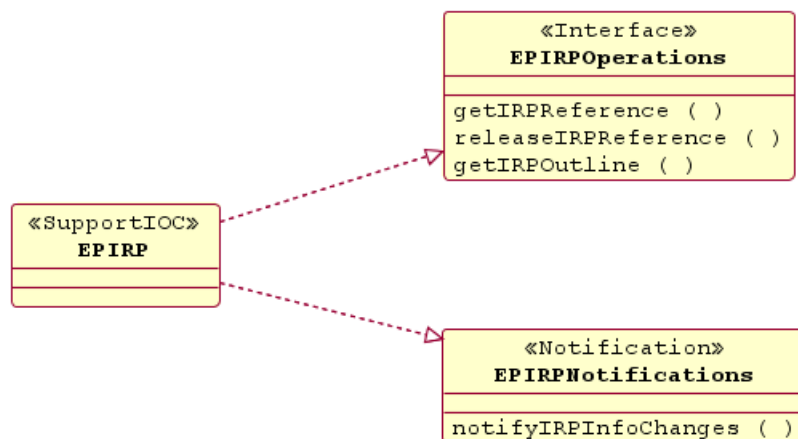 «Interface»
EPIRPOperations
getIRPReference ( )
releaseIRPReference ( )
getIRPOutline ( )
«SupportIOC»
EPIRP
«Notification»
EPIRPNotifications
notifyIRPInfoChanges ( )